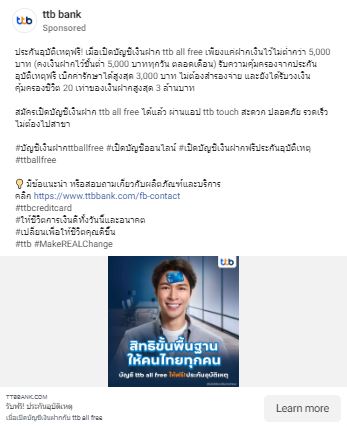 ttb bank
Sponsored
ประกันอุบัติเหตุฟรี! เมื่อเปิดบัญชีเงินฝาก ttb all free เพียงแค่ฝากเงินไว้ไม่ต่ำกว่า 5,000
บาท (คงเงินฝากไว้ขั้นต่ำ 5,000 บาททุกวัน ตลอดเดือน) รับความคุ้มครองจากประกัน
อุบัติเหตุฟรี เบิกค่ารักษาได้สูงสุด 3,000 บาท ไม่ต้องสำรองจ่าย และยังได้รับวงเงิน
คุ้มครองชีวิต 20 เท่าของเงินฝากสูงสุด 3 ล้านบาท
สมัครเปิดบัญชีเงินฝาก ttb all free ได้แล้ว ผ่านแอป ttb touch สะดวก ปลอดภัย รวดเร็ว
ไม่ต้องไปสาขา
#บัญชีเงินฝากttballfree #เปิดบัญชีออนไลน์ #เปิดบัญชีฝากฟรีประกันอุบัติเหตุ
#ttballfree
มีข้อแนะนำ หรือสอบถามเกี่ยวกับผลิตภัณฑ์และบริการ
คลิก https://www.ttbbank.com/fb-contact
#ttbcreditcard
#ให้ชีวิตการเงินดีทั้งวันนี้และอนาคต
#เปลี่ยนเพื่อให้ชีวิตคุณดีขึ้น
#ttb #MakeREALChange
ttb
สิทธิขั้นพื้นฐาน
ให้คนไทยทุกคน
บัญชี ttb all free ให้ฟรี!ประกันอุบัติเหตุ
TTBBANK.COM
รับฟรี! ประกันอุบัติเหตุ
เมื่อเปิดบัญชีเงินฝากกับ ttb all free
Learn more